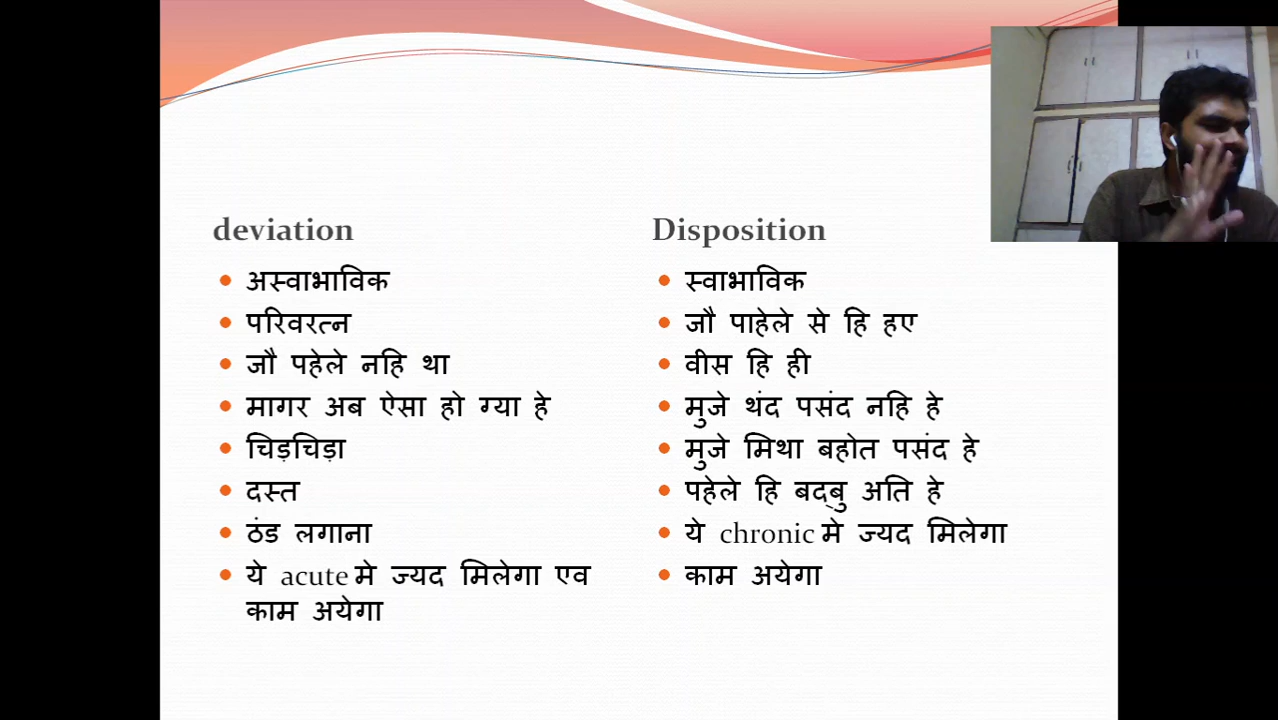 deviation
अस्वाभाविक
परिवरत्न
जौ पहेले नहि था
मागर अब ऐसा हो ग्या हे
चिड़चिड़ा
दस्त
ठंड लगाना
ये acute मे ज्यद मिलेगा एव
काम अयेगा
Disposition
स्वाभाविक
जौ पाहेले से हि हए
वीस हि ही
मुजे थंद पसंद नहि हे
मुजे मिथा बहोत पसंद हे
पहेले हि बद्बु अति हे
ये chronic मे ज्यद मिलेगा
काम अयेगा